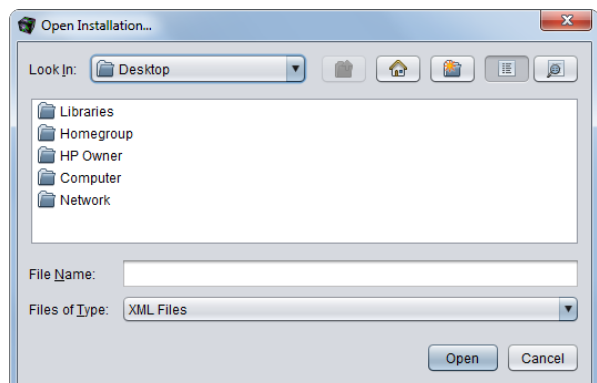 Open Installation...
Look In: Desktop
Libraries
Homegroup
HP Owner
Computer
Network
File Name:
Files of Type: XML Files
Open Cancel